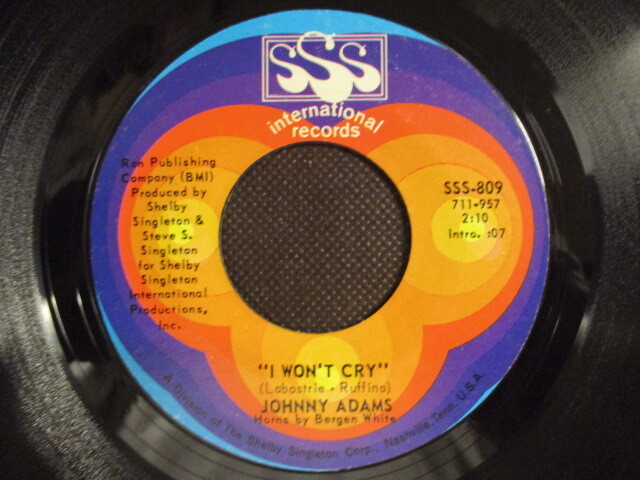 SSS
international
records
Ron Publishing
Company (BMI)
Produced by
Shelby
Singleton &
Steve S.
Singleton
for Shelby
Singleton
International
Productions,
Inc.
SSS-809
711-957
2:10
Intro. :07
"I WON'T CRY"
(Labostrie - Ruffino)
JOHNNY ADAMS
Horns by Bergen White
A Division of The Shelby Singleton Corp., Nashville, Tenn. U.S.A.